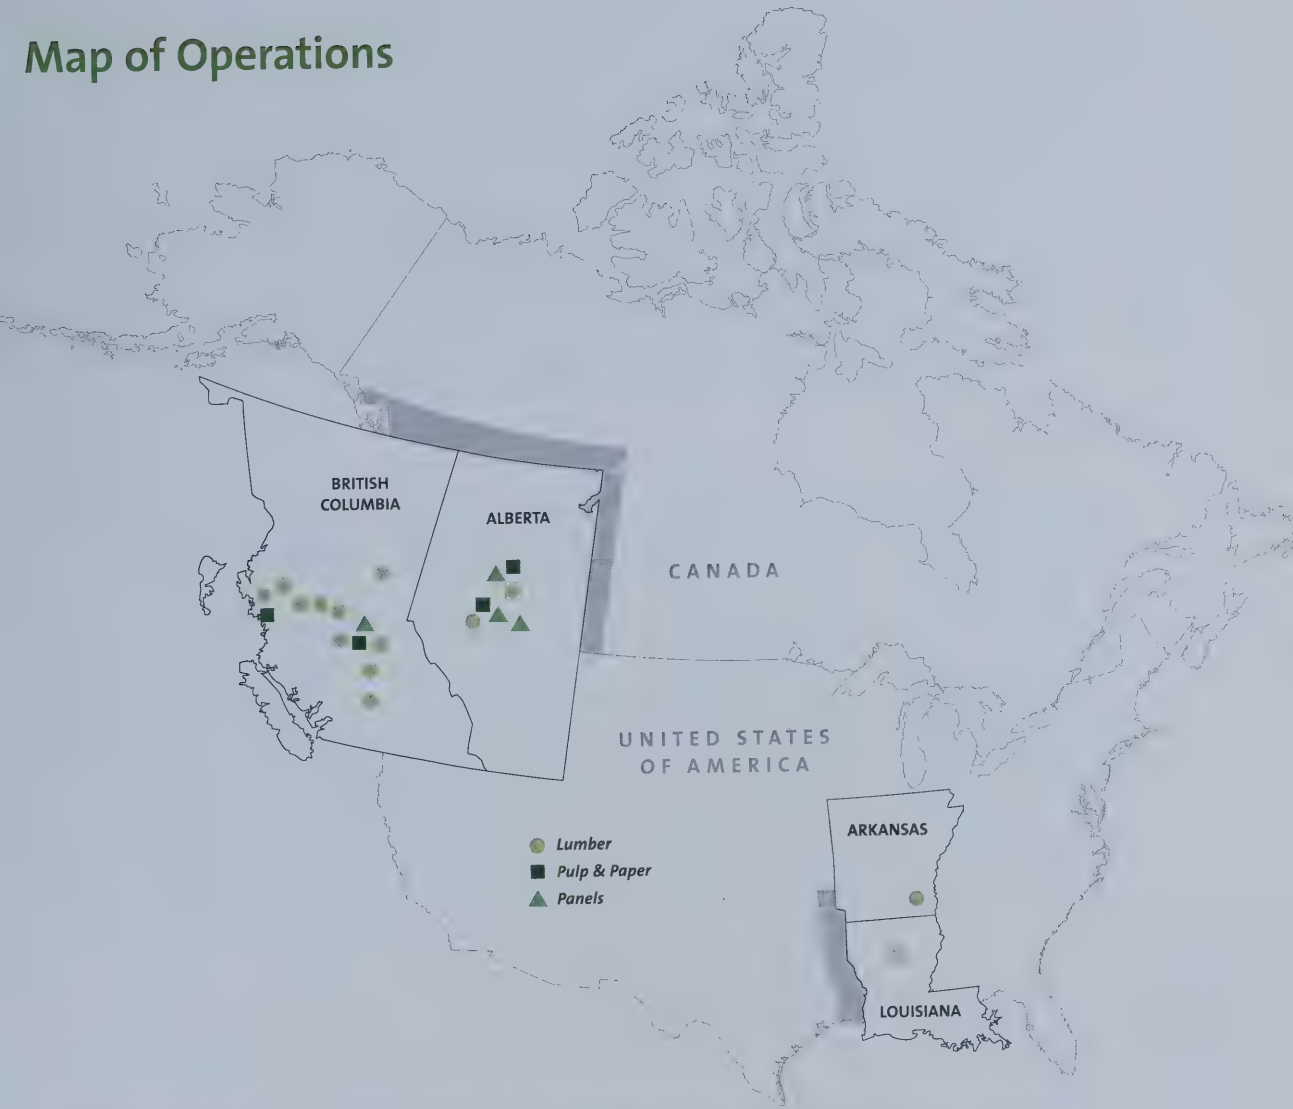 Map of Operations
BRITISH
COLUMBIA
ALBERTA
CANADA
UNITED STATES
OF AMERICA
ARKANSAS
Lumber
Pulp & Paper
Panels
LOUISIANA